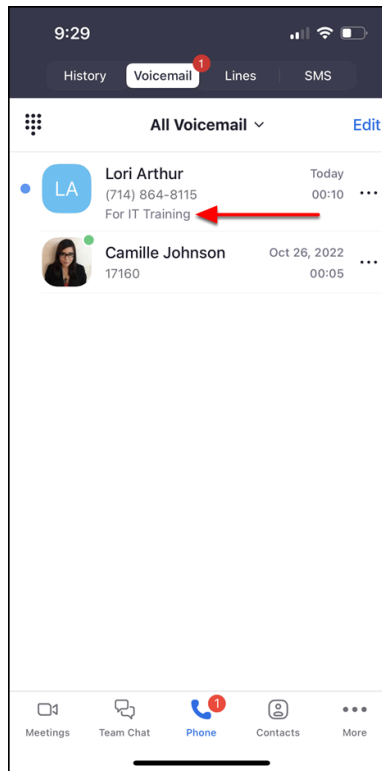 9:29
History Voicemail 1 Lines SMS
All Voicemail Edit
LA Lori Arthur Today
(714) 864-8115 00:10
For IT Training
Camille Johnson Oct 26, 2022
17160 00:05
1
Meetings Team Chat Phone Contacts More